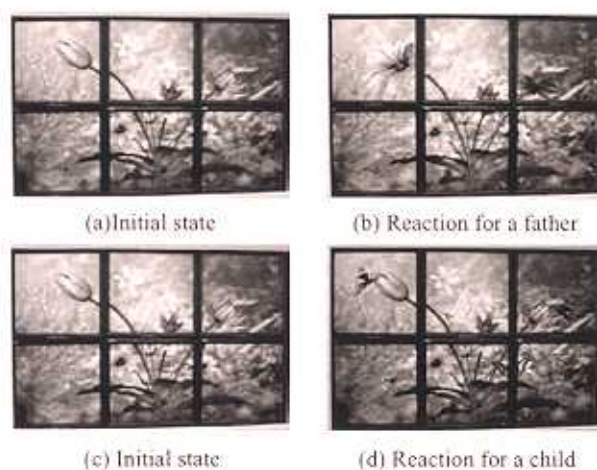 (a)Initial state
(b) Reaction for a father
(c) Initial state
(d) Reaction for a child